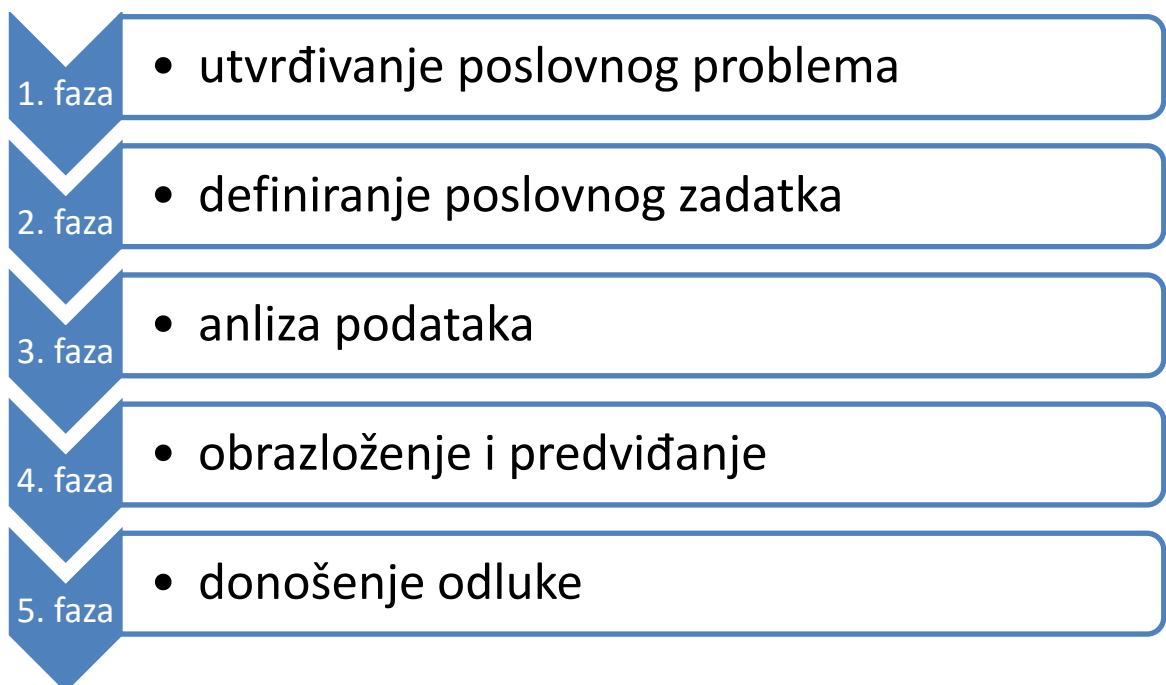 1. faza
• utvrđivanje poslovnog problema
2. faza
• definiranje poslovnog zadatka
3. faza
• anliza podataka
4. faza
• obrazloženje i predviđanje
5. faza
• donošenje odluke